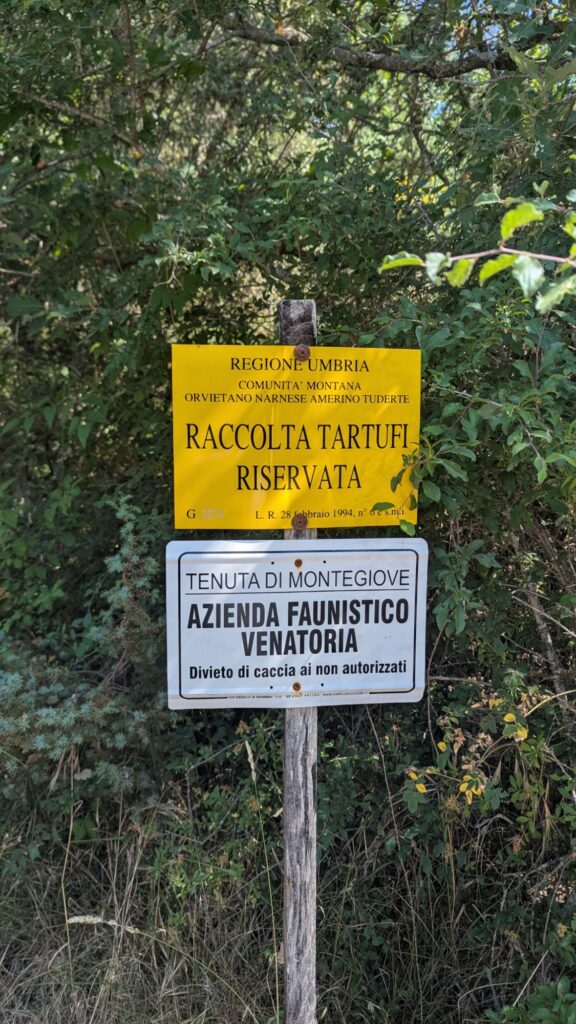 REGIONE UMBRIA
COMUNITA' MONTANA
ORVIETANO NARNESE AMERINO TUDERTE
RACCOLTA TARTUFI
RISERVATA
G
L. R. 28 febbraio 1994, n° 6 e s.m.i.
TENUTA DI MONTEGIOVE
AZIENDA FAUNISTICO
VENATORIA
Divieto di caccia ai non autorizzati